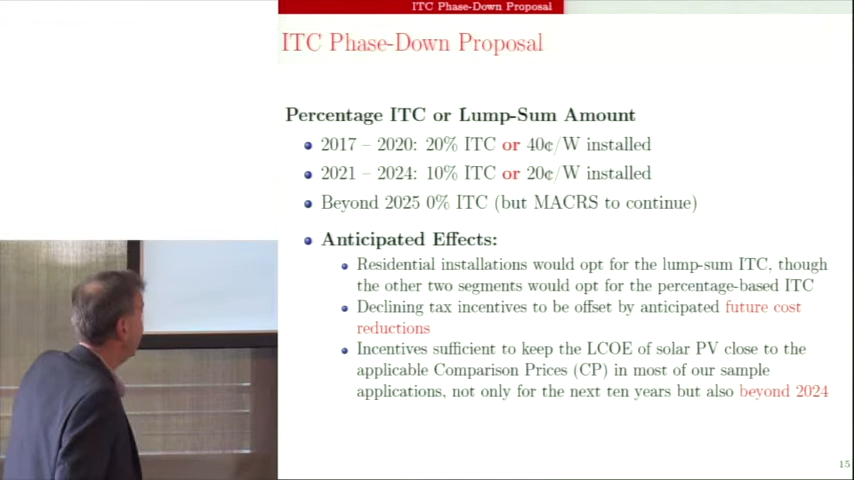 ITC Phase-Down Proposal
ITC Phase-Down Proposal
Percentage ITC or Lump-Sum Amount
2017 – 2020: 20% ITC or 40¢/W installed
2021 – 2024: 10% ITC or 20¢/W installed
Beyond 2025 0% ITC (but MACRS to continue)
Anticipated Effects:
Residential installations would opt for the lump-sum ITC, though
the other two segments would opt for the percentage-based ITC
Declining tax incentives to be offset by anticipated future cost
reductions
Incentives sufficient to keep the LCOE of solar PV close to the
applicable Comparison Prices (CP) in most of our sample
applications, not only for the next ten years but also beyond 2024
15